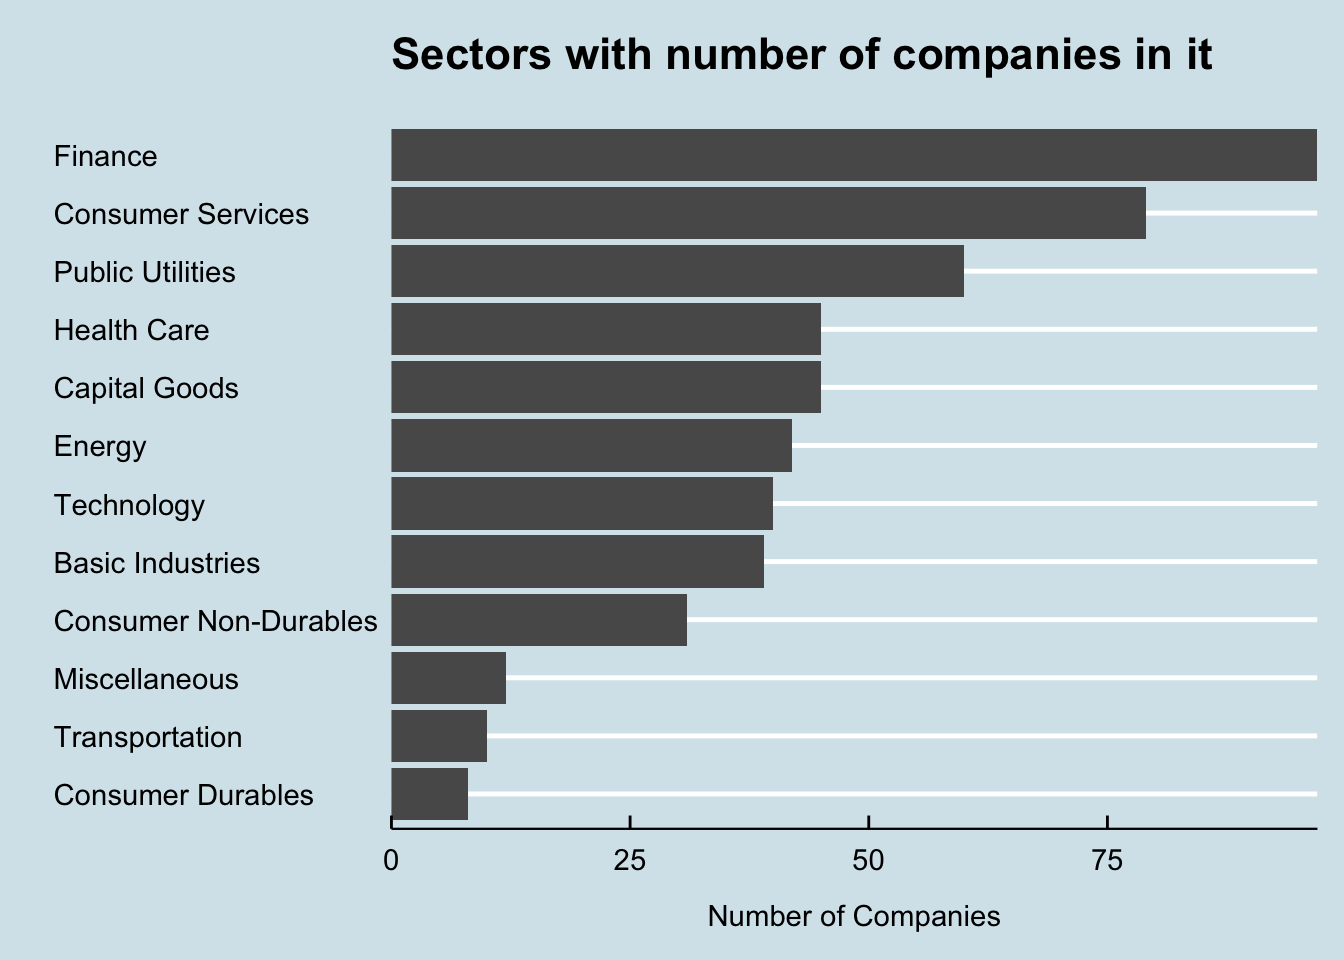 Sectors with number of companies in it
Finance
Consumer Services
Public Utilities
Health Care
Capital Goods
Energy
Technology
Basic Industries
Consumer Non-Durables
Miscellaneous
Transportation
Consumer Durables
0 25 50 75
Number of Companies